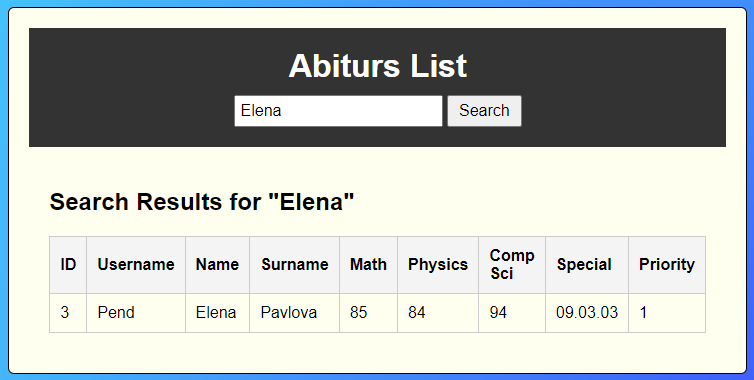 Abiturs List
Elena Search
Search Results for "Elena"
ID Username Name Surname Math Physics Comp Sci Special Priority
3 Pend Elena Pavlova 85 84 94 09.03.03 1